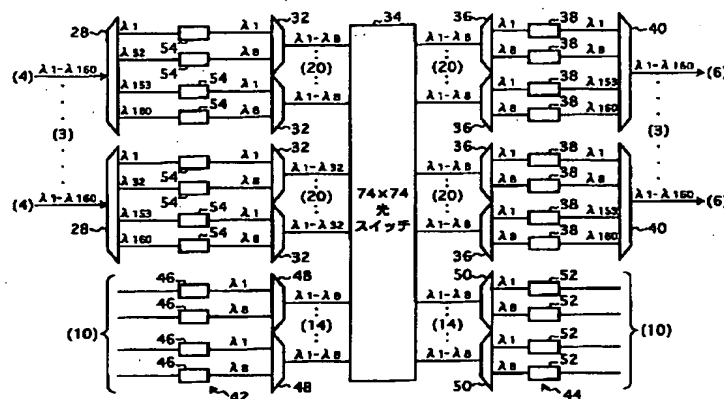 28 λ1 λ1 32 34 36 λ1 38 λ1 40
54
λ32 λ8 λ1-λ8 λ1-λ8 λ8 38 λ8
(4) λ1-λ160 54 (20) (20) 38 λ1-λ160 (6)
λ153 λ1 λ1 λ153
54 38
λ180 λ8 λ1-λ8 λ1-λ8 λ8 λ160
(3) 32 36 (3)
λ1 λ1 32 36 λ1 38 λ1
54
λ32 λ8 λ1-λ32 λ1-λ8 λ8 38 λ8
(4) λ1-λ160 54 (20) 74×74 (20) 38 λ1-λ160 (6)
λ153 λ1 光 λ1 λ153
28 54 スイッチ 38 40
λ160 λ8 λ1-λ32 λ1-λ8 λ8 λ180
32 36
46 λ1 48 50 λ1 52
46 λ8 λ1-λ8 λ1-λ8 λ8 52
(10) (14) (14) (10)
46 λ1 λ1 52
46 λ8 λ1-λ8 λ1-λ8 λ8 52
42 48 50 44